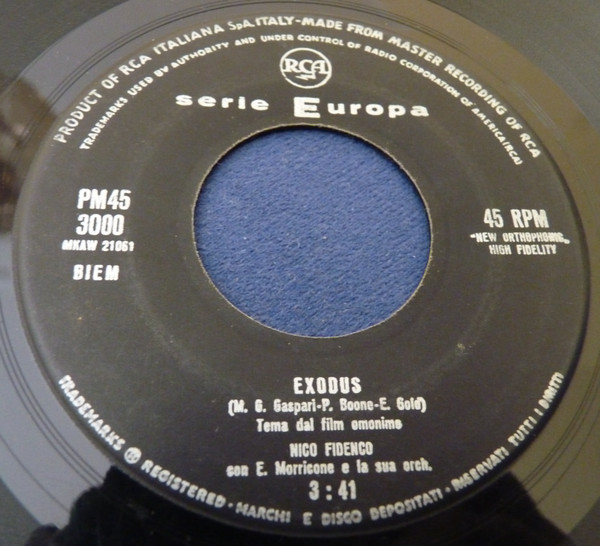 PRODUCT OF RCA ITALIANA SpA.ITALY-MADE FROM MASTER RECORDING OF RCA
TRADEMARKS USED BY AUTHORITY AND UNDER CONTROL OF RADIO CORPORATION OF AMERICA(RCA)
RCA
serie Europa
PM45
3000
MKAW 21061
BIEM
45 RPM
"NEW ORTHOPHONIC„
HIGH FIDELITY
EXODUS
(M. G. Gaspari-P. Boone-E. Gold)
Tema dal film omonimo
NICO FIDENCO
con E. Morricone e la sua orch.
3:41
TRADEMARKS ® REGISTERED - MARCHI E DISCO DEPOSITATI - RISERVATI TUTTI I DIRITTI